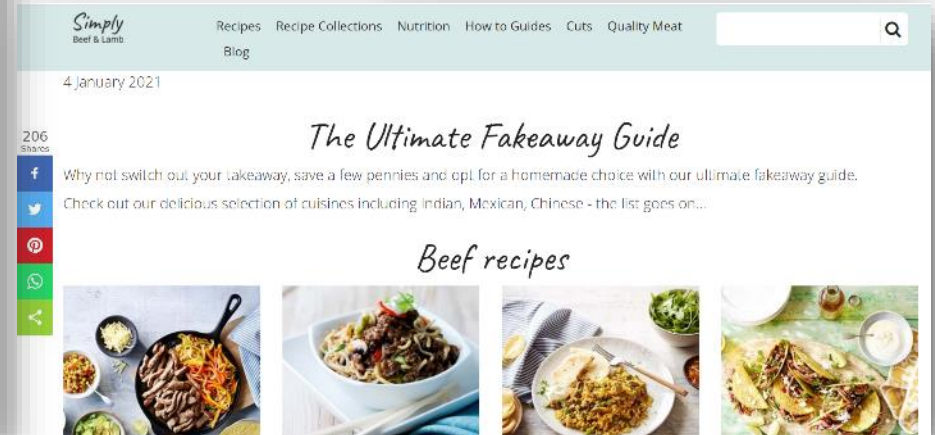 Simply
Beef & Lamb
Recipes Recipe Collections Nutrition How to Guides Cuts Quality Meat
Blog
4 January 2021
206
Shares
The Ultimate Fakeaway Guide
Why not switch out your takeaway, save a few pennies and opt for a homemade choice with our ultimate fakeaway guide.
Check out our delicious selection of cuisines including Indian, Mexican, Chinese - the list goes on...
Beef recipes